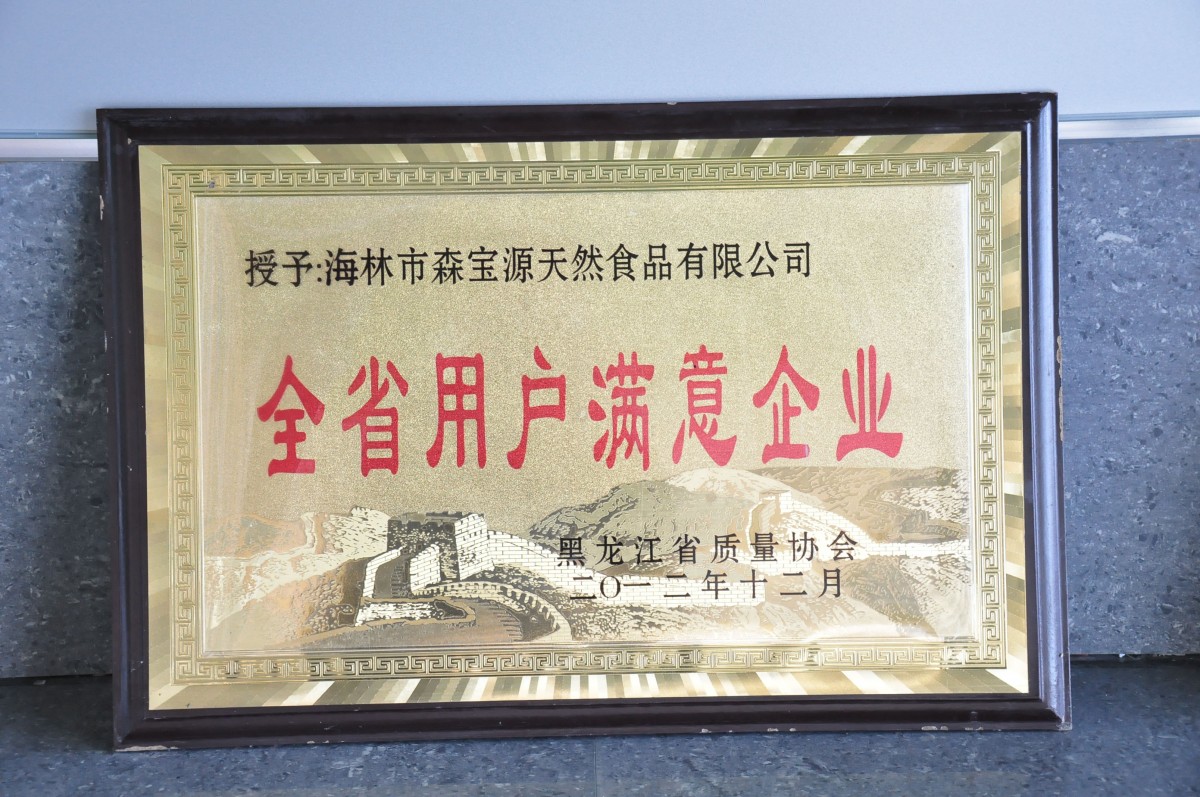 授予:海林市森宝源天然食品有限公司
全省用户满意企业
黑龙江省质量协会
二〇一二年十二月